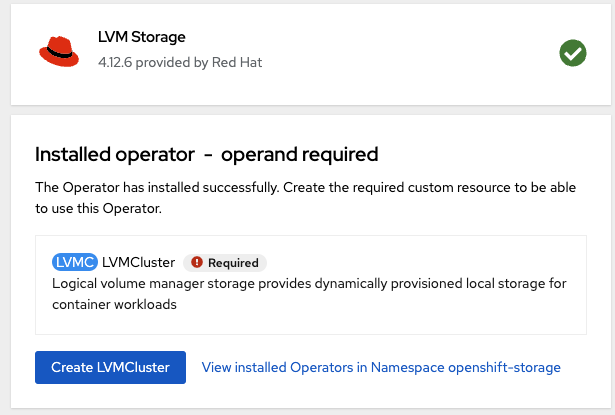 LVM Storage
4.12.6 provided by Red Hat
Installed operator - operand required
The Operator has installed successfully. Create the required custom resource to be able
to use this Operator.
LVMC LVMCluster Required
Logical volume manager storage provides dynamically provisioned local storage for
container workloads
Create LVMCluster View installed Operators in Namespace openshift-storage